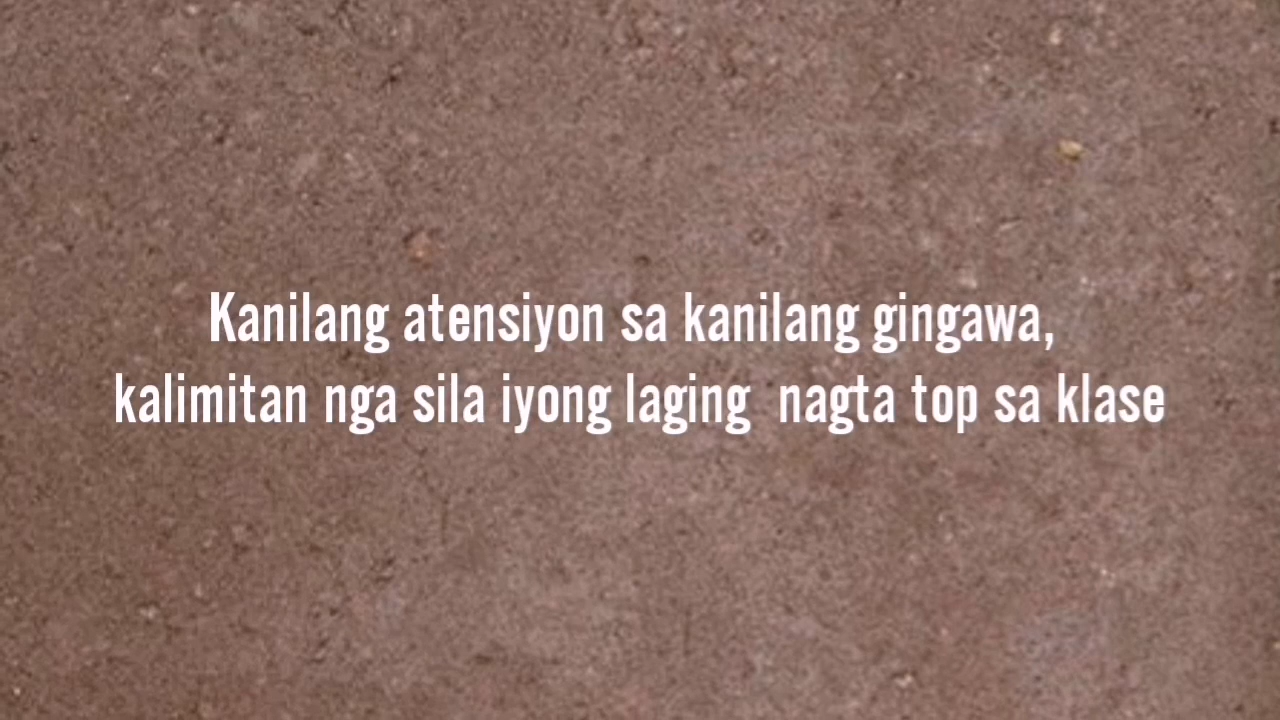 Kanilang atensiyon sa kanilang gingawa,
kalimitan nga sila iyong laging  nagta top sa klase